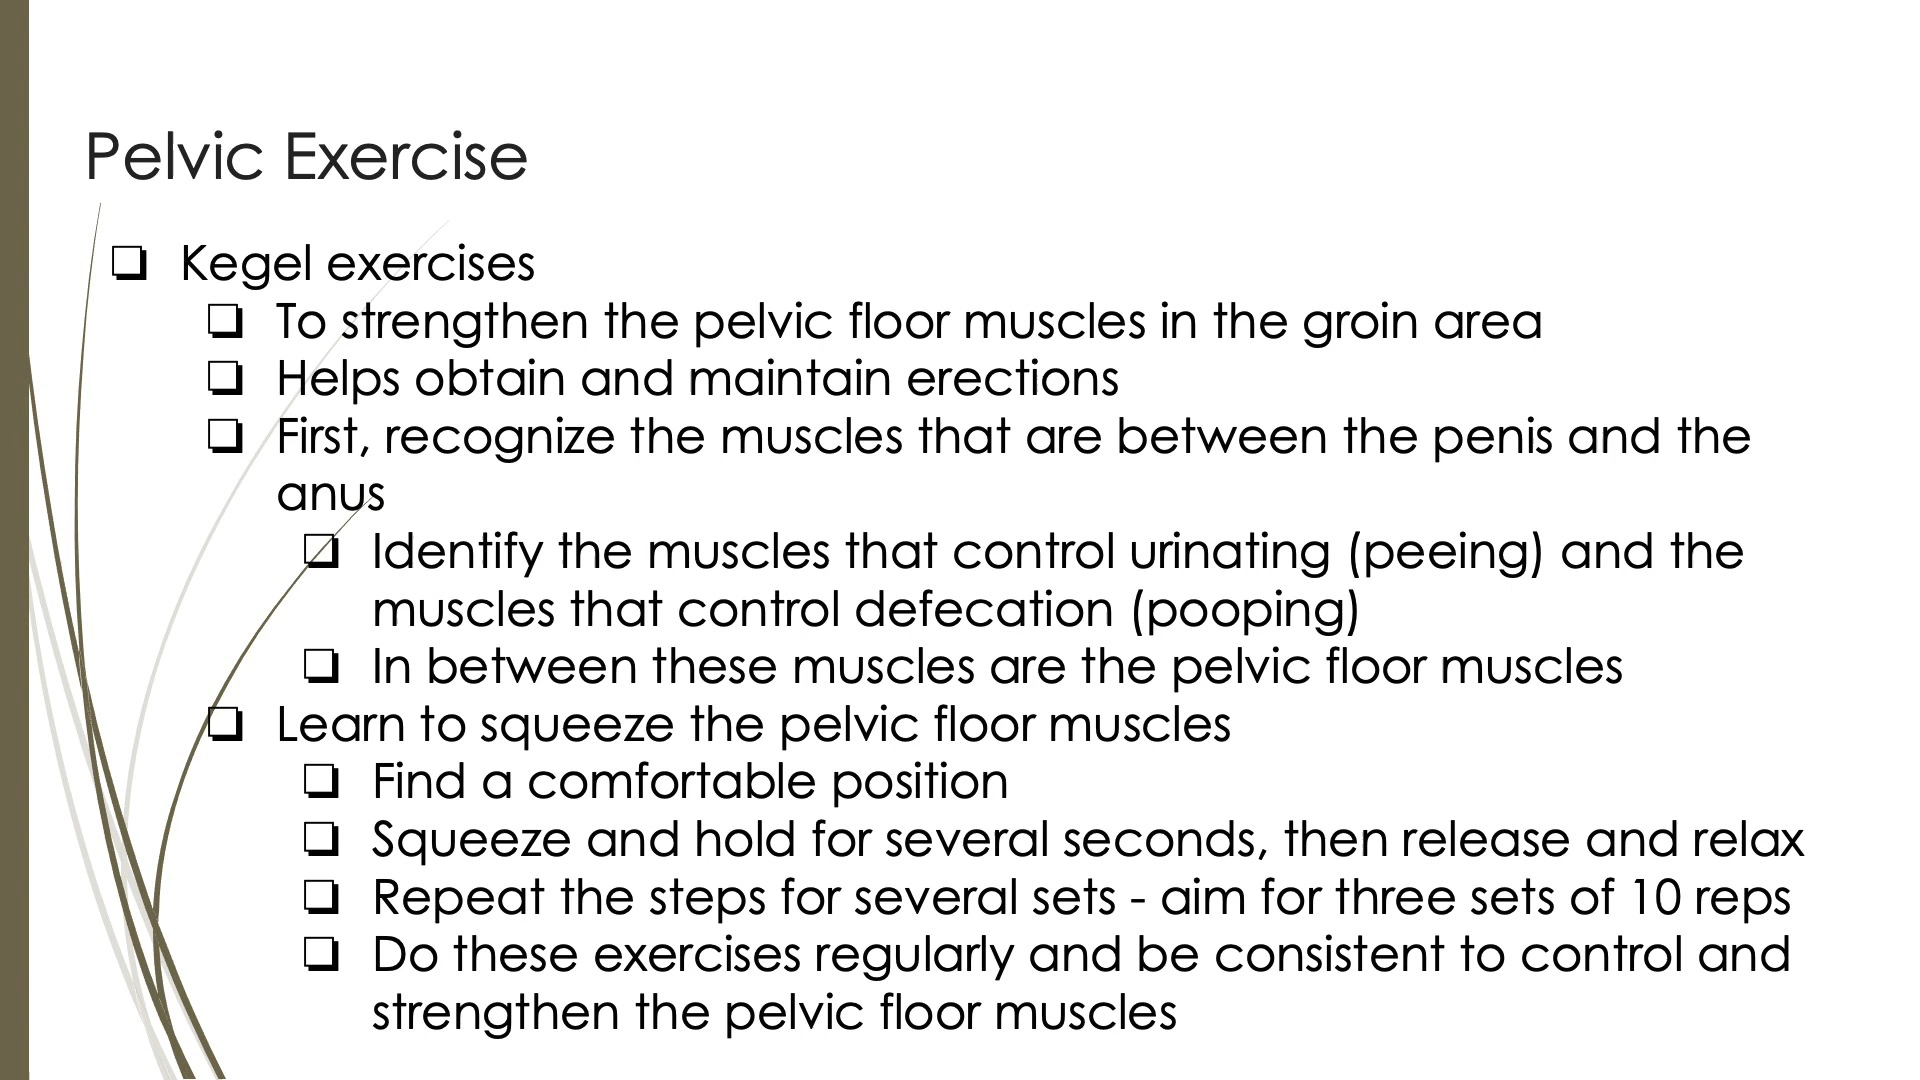 Pelvic Exercise
❏ Kegel exercises
❏ To strengthen the pelvic floor muscles in the groin area
❏ Helps obtain and maintain erections
❏ First, recognize the muscles that are between the penis and the
anus
❏ Identify the muscles that control urinating (peeing) and the
muscles that control defecation (pooping)
❏ In between these muscles are the pelvic floor muscles
❏ Learn to squeeze the pelvic floor muscles
❏ Find a comfortable position
❏ Squeeze and hold for several seconds, then release and relax
❏ Repeat the steps for several sets - aim for three sets of 10 reps
❏ Do these exercises regularly and be consistent to control and
strengthen the pelvic floor muscles